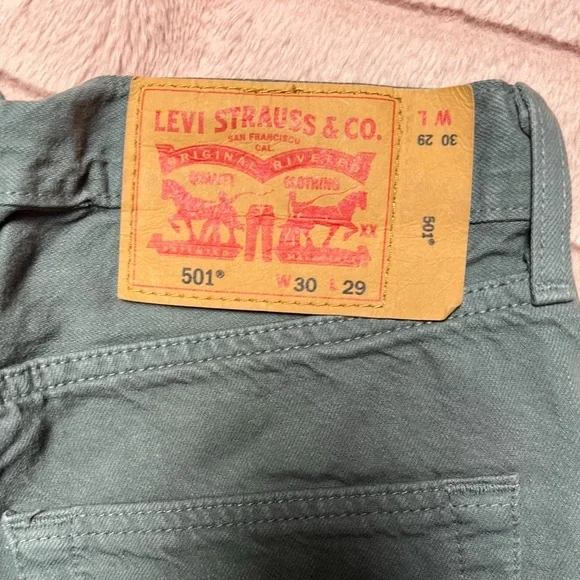 LEVI STRAUSS & CO.
SAN FRANCISCO
CAL.
ORIGINAL RIVETED
QUALITY CLOTHING
XX
501® W 30 L 29
W L
30 29
501®